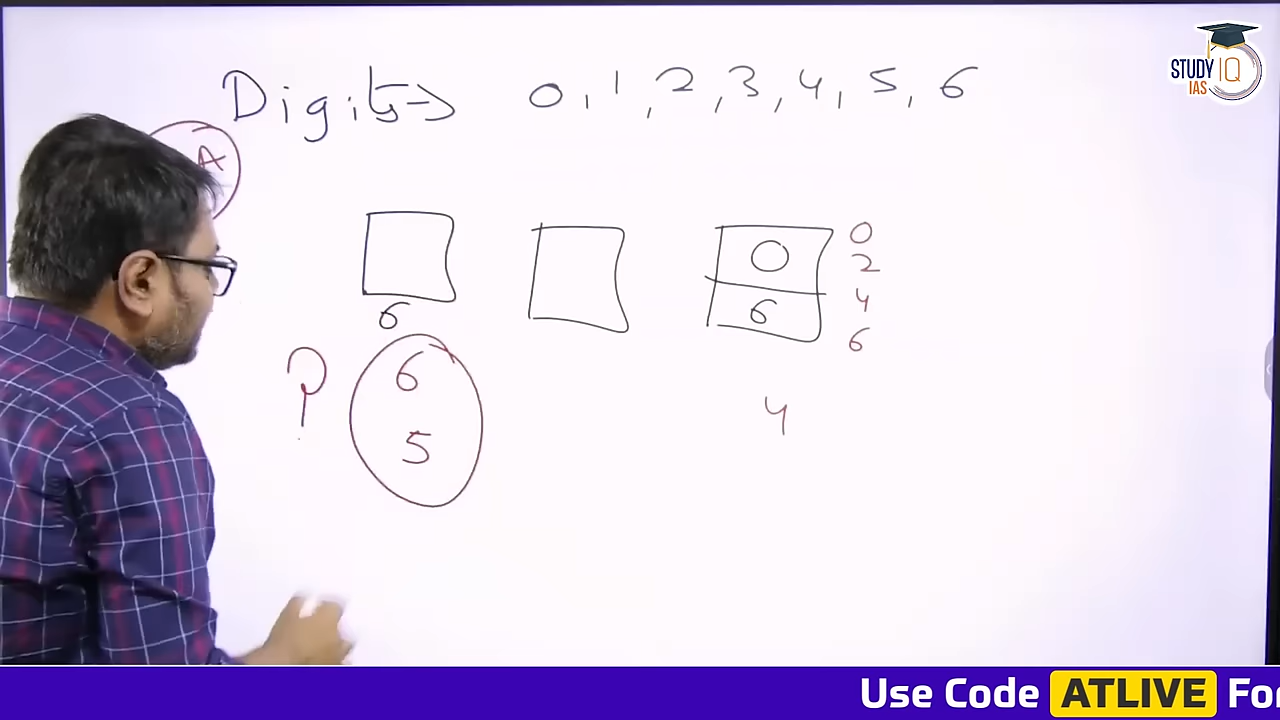 Digits→ 0, 1, 2, 3, 4, 5, 6
STUDY IQ
IAS
A
0
0
2
6
4
6
6
P
6
5
4
Use Code ATLIVE For